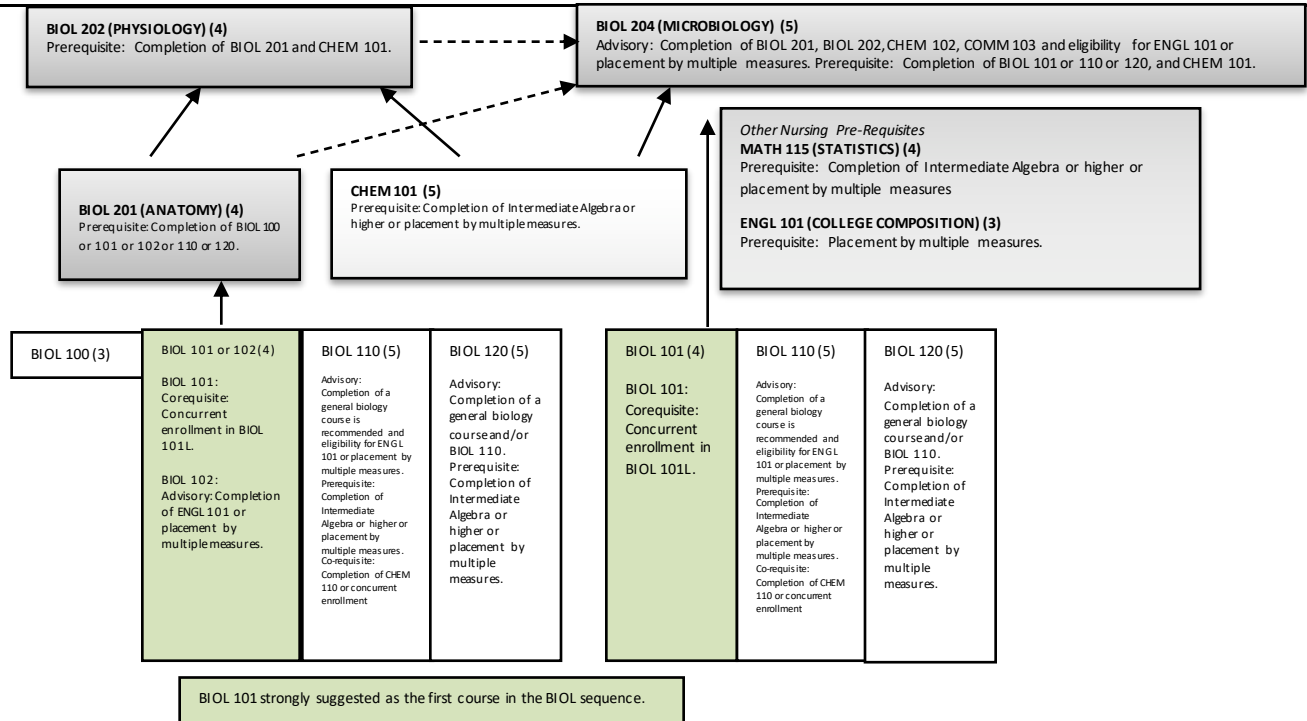 BIOL 202 (PHYSIOLOGY) (4)
Prerequisite: Completion of BIOL 201 and CHEM 101.
BIOL 204 (MICROBIOLOGY) (5)
Advisory: Completion of BIOL 201, BIOL 202, CHEM 102, COMM 103 and eligibility for ENGL 101 or
placement by multiple measures. Prerequisite: Completion of BIOL 101 or 110 or 120, and CHEM 101.
Other Nursing Pre-Requisites
MATH 115 (STATISTICS) (4)
Prerequisite: Completion of Intermediate Algebra or higher or
placement by multiple measures
ENGL 101 (COLLEGE COMPOSITION) (3)
Prerequisite: Placement by multiple measures.
BIOL 201 (ANATOMY) (4)
Prerequisite: Completion of BIOL 100
or 101 or 102 or 110 or 120.
CHEM 101 (5)
Prerequisite: Completion of Intermediate Algebra or
higher or placement by multiple measures.
BIOL 100 (3)
BIOL 101 or 102 (4)
BIOL 101:
Corequisite:
Concurrent
enrollment in BIOL
101L.
BIOL 102:
Advisory: Completion
of ENGL 101 or
placement by
multiple measures.
BIOL 110 (5)
Advisory:
Completion of a
general biology
course is
recommended and
eligibility for ENGL
101 or placement by
multiple measures.
Prerequisite:
Completion of
Intermediate
Algebra or higher or
placement by
multiple measures.
Co-requisite:
Completion of CHEM
110 or concurrent
enrollment
BIOL 120 (5)
Advisory:
Completion of a
general biology
course and/or
BIOL 110.
Prerequisite:
Completion of
Intermediate
Algebra or
higher or
placement by
multiple
measures.
BIOL 101 (4)
BIOL 101:
Corequisite:
Concurrent
enrollment in
BIOL 101L.
BIOL 110 (5)
Advisory:
Completion of a
general biology
course is
recommended and
eligibility for ENGL
101 or placement by
multiple measures.
Prerequisite:
Completion of
Intermediate
Algebra or higher or
placement by
multiple measures.
Co-requisite:
Completion of CHEM
110 or concurrent
enrollment
BIOL 120 (5)
Advisory:
Completion of a
general biology
course and/or
BIOL 110.
Prerequisite:
Completion of
Intermediate
Algebra or
higher or
placement by
multiple
measures.
BIOL 101 strongly suggested as the first course in the BIOL sequence.